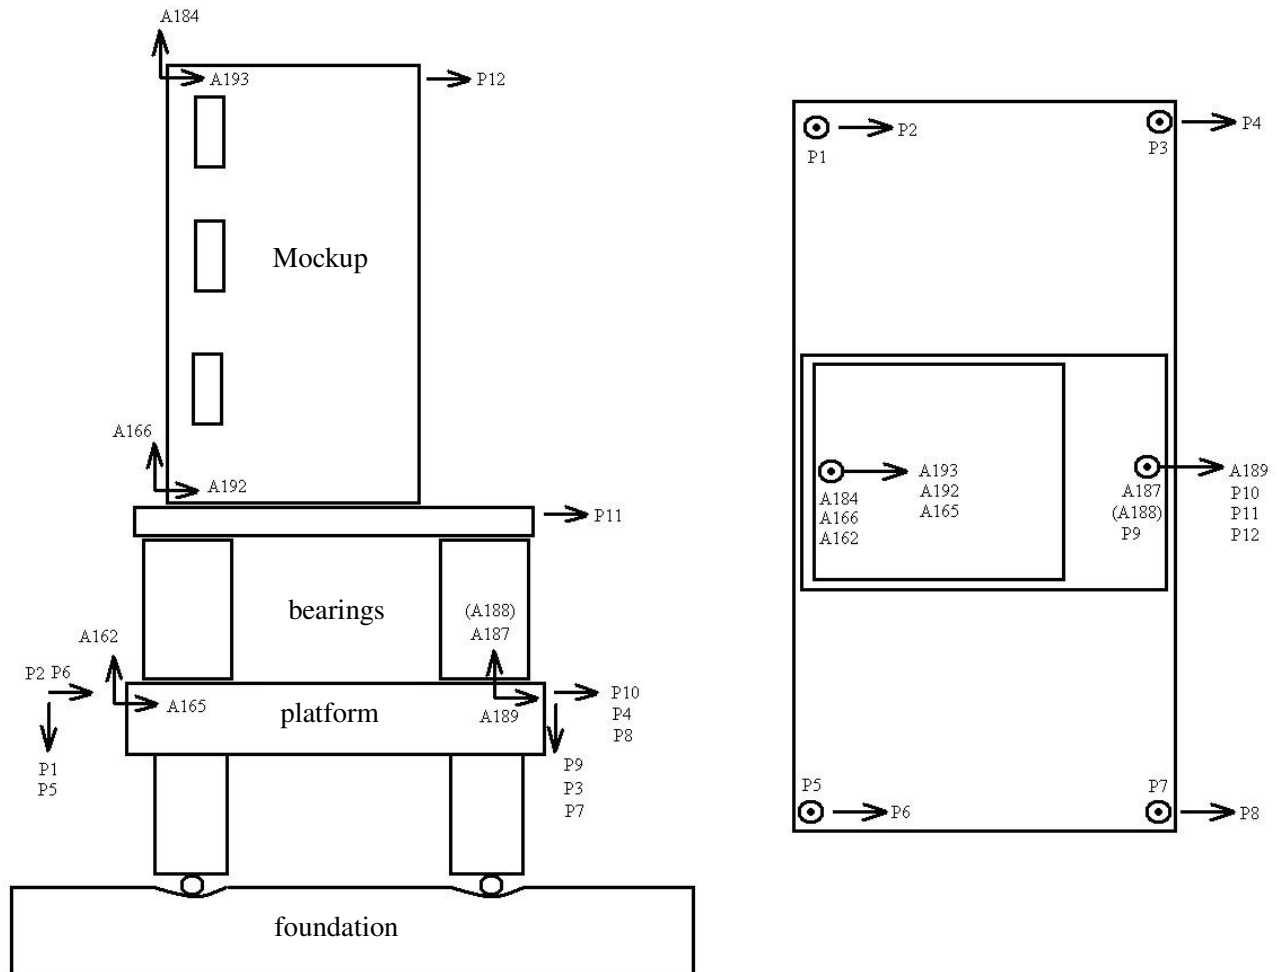 A184
A193
P12
Mockup
A166
A192
P11
bearings
(A188)
A187
A162
P2 P6
A165
platform
A189
P10
P4
P8
P1
P5
P9
P3
P7
foundation
P2
P4
P1
P3
A193
A192
A165
A184
A166
A162
A187
(A188)
P9
A189
P10
P11
P12
P5
P6
P7
P8